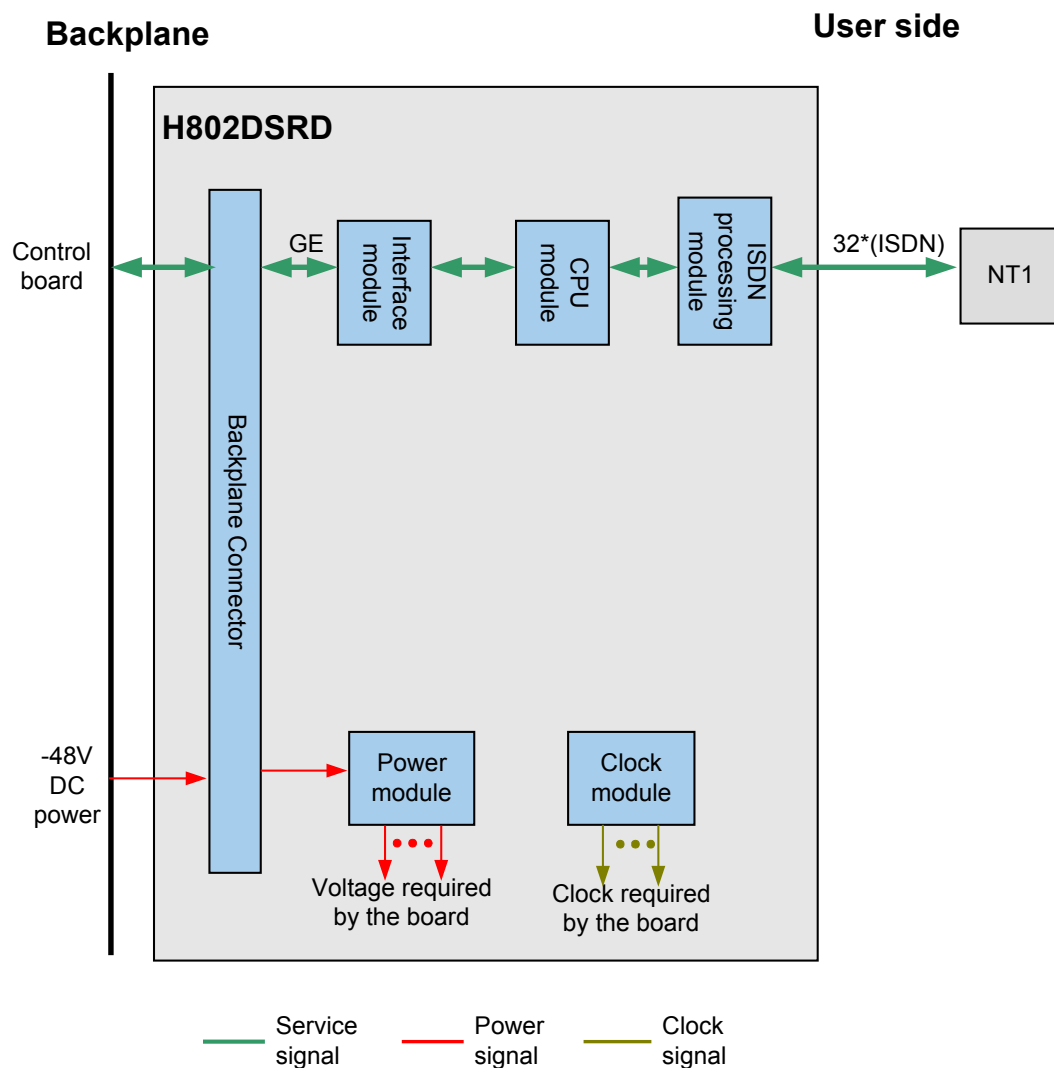 Backplane
User side
H802DSRD
Control
board
GE
Interface
module
CPU
module
ISDN
processing
module
32*(ISDN)
NT1
Backplane Connector
-48V
DC
power
Power
module
Clock
module
Voltage required
by the board
Clock required
by the board
Service
signal
Power
signal
Clock
signal